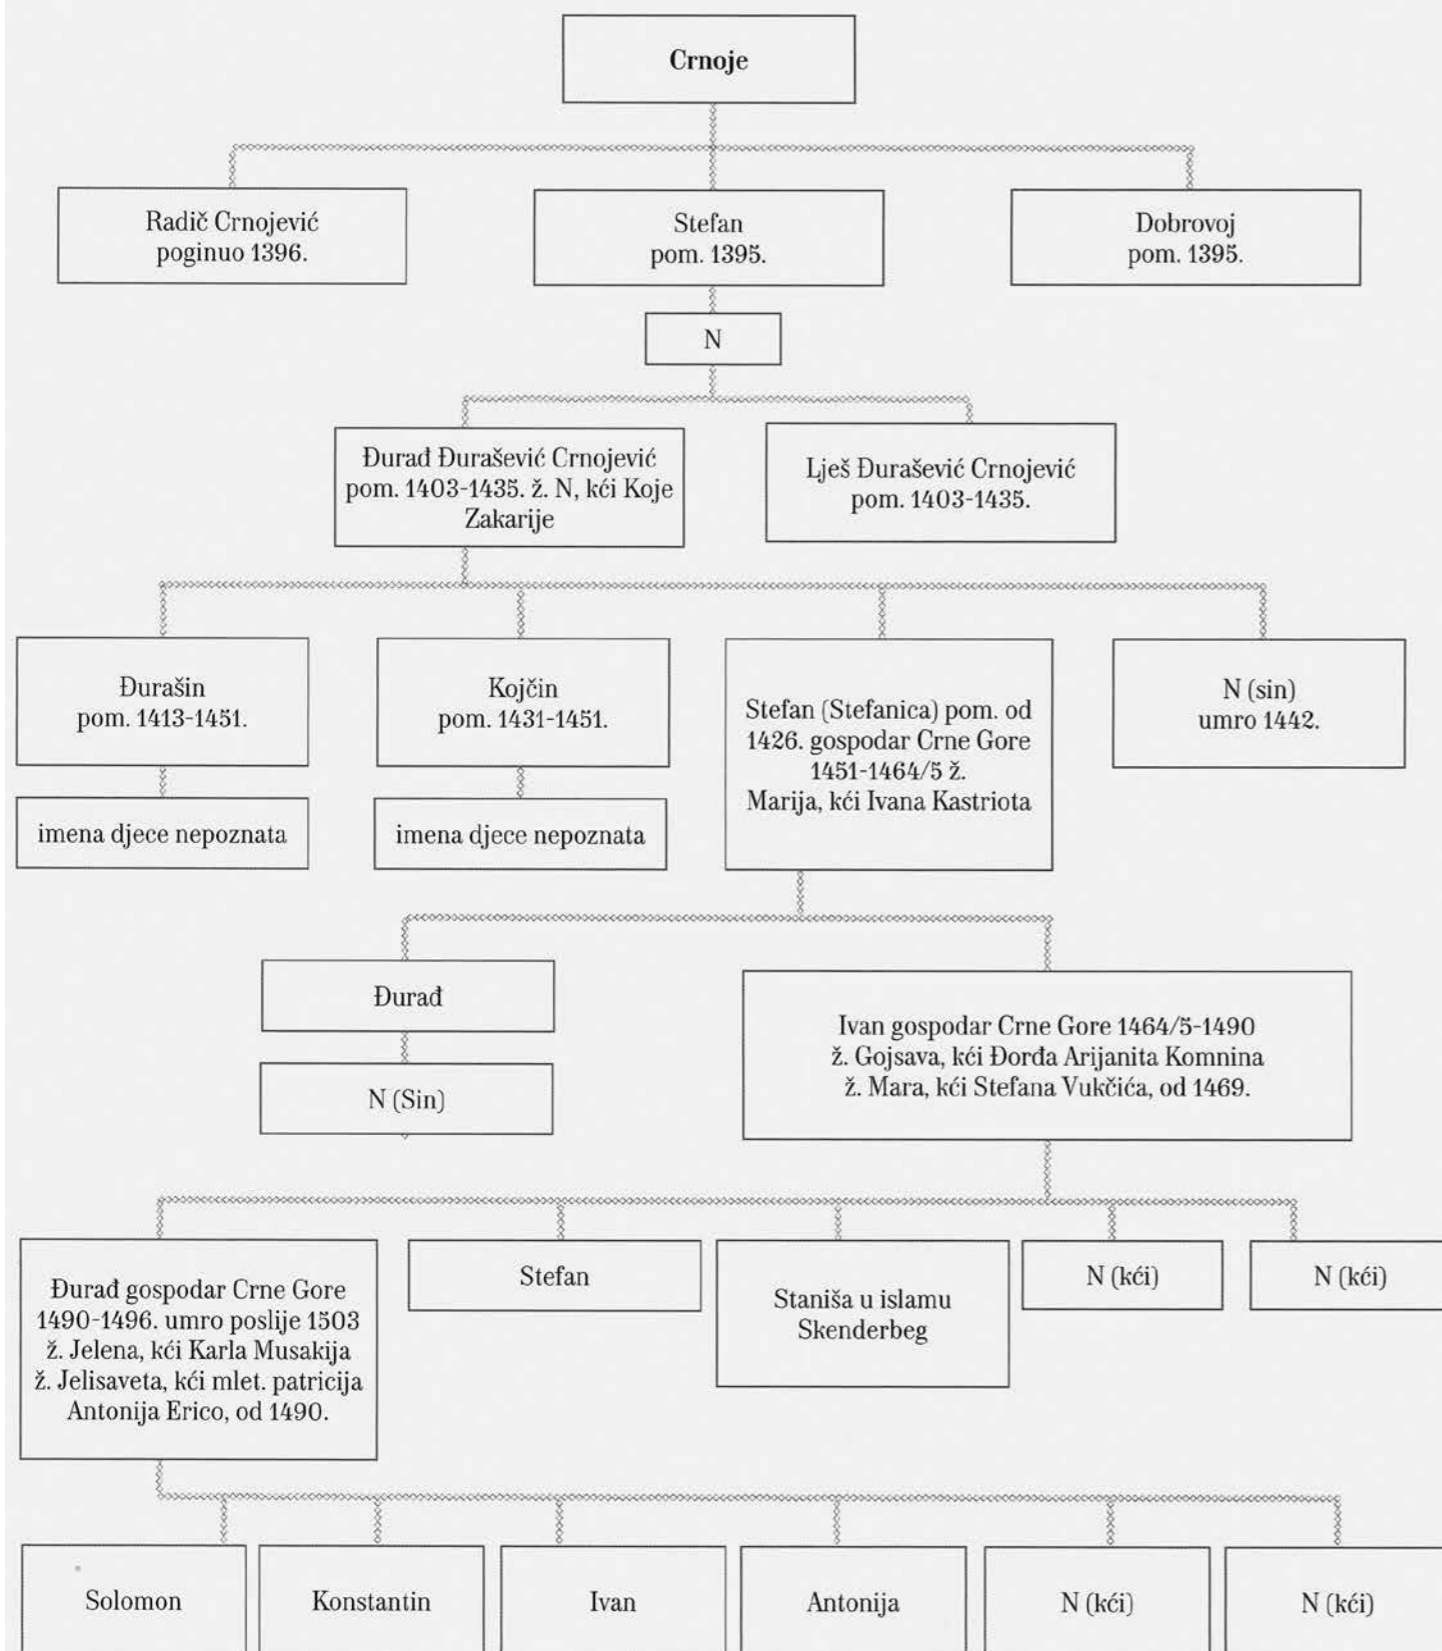 Crnoje
Radič Crnojević
poginuo 1396.
Stefan
pom. 1395.
Dobrovoj
pom. 1395.
N
Đurađ Đurašević Crnojević
pom. 1403-1435. ž. N, kći Koje
Zakarije
Lješ Đurašević Crnojević
pom. 1403-1435.
Đurašin
pom. 1413-1451.
Kojčin
pom. 1431-1451.
Stefan (Stefanica) pom. od
1426. gospodar Crne Gore
1451-1464/5 ž.
Marija, kći Ivana Kastriota
N (sin)
umro 1442.
imena djece nepoznata
imena djece nepoznata
Đurađ
N (Sin)
Ivan gospodar Crne Gore 1464/5-1490
ž. Gojsava, kći Đorđa Arijanita Komnina
ž. Mara, kći Stefana Vukčića, od 1469.
Đurađ gospodar Crne Gore
1490-1496. umro poslije 1503
ž. Jelena, kći Karla Musakija
ž. Jelisaveta, kći mlet. patricija
Antonija Erico, od 1490.
Stefan
Staniša u islamu
Skenderbeg
N (kći)
N (kći)
Solomon
Konstantin
Ivan
Antonija
N (kći)
N (kći)